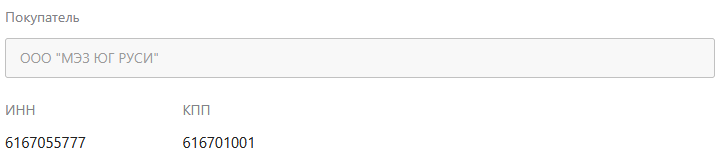 Покупатель
ООО "МЭЗ ЮГ РУСИ"
ИНН КПП
6167055777 616701001